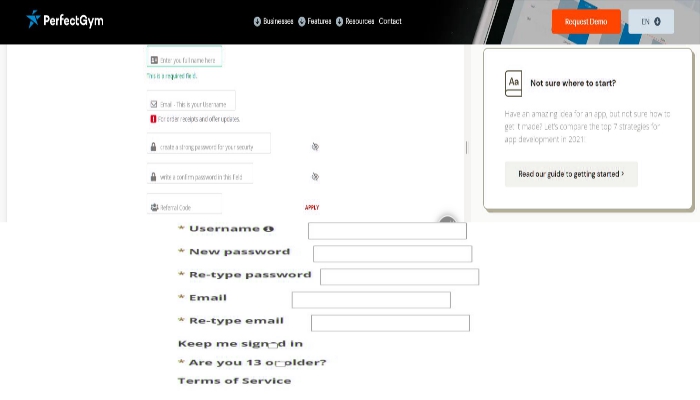 PerfectGym
Businesses Features Resources Contact
Request Demo
EN
Enter you full name here
This is a required field.
Email - This is your Username
For order receipts and offer updates.
create a strong password for your security
write a confirm password in this field
Referral Code
APPLY
Aa Not sure where to start?
Have an amazing idea for an app, but not sure how to
get it made? Let's compare the top 7 strategies for
app development in 2021!
Read our guide to getting started ›
* Username
* New password
* Re-type password
* Email
* Re-type email
Keep me signed in
* Are you 13 or older?
Terms of Service